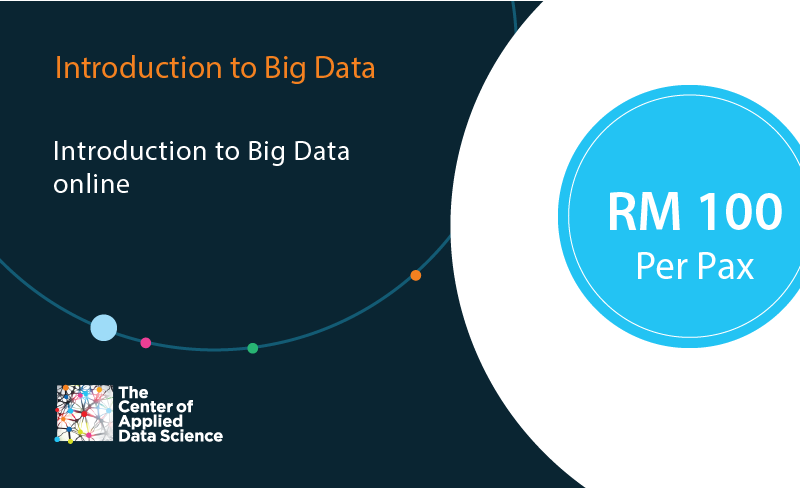 Introduction to Big Data
Introduction to Big Data
online
RM 100
Per Pax
The
Center of
Applied
Data Science